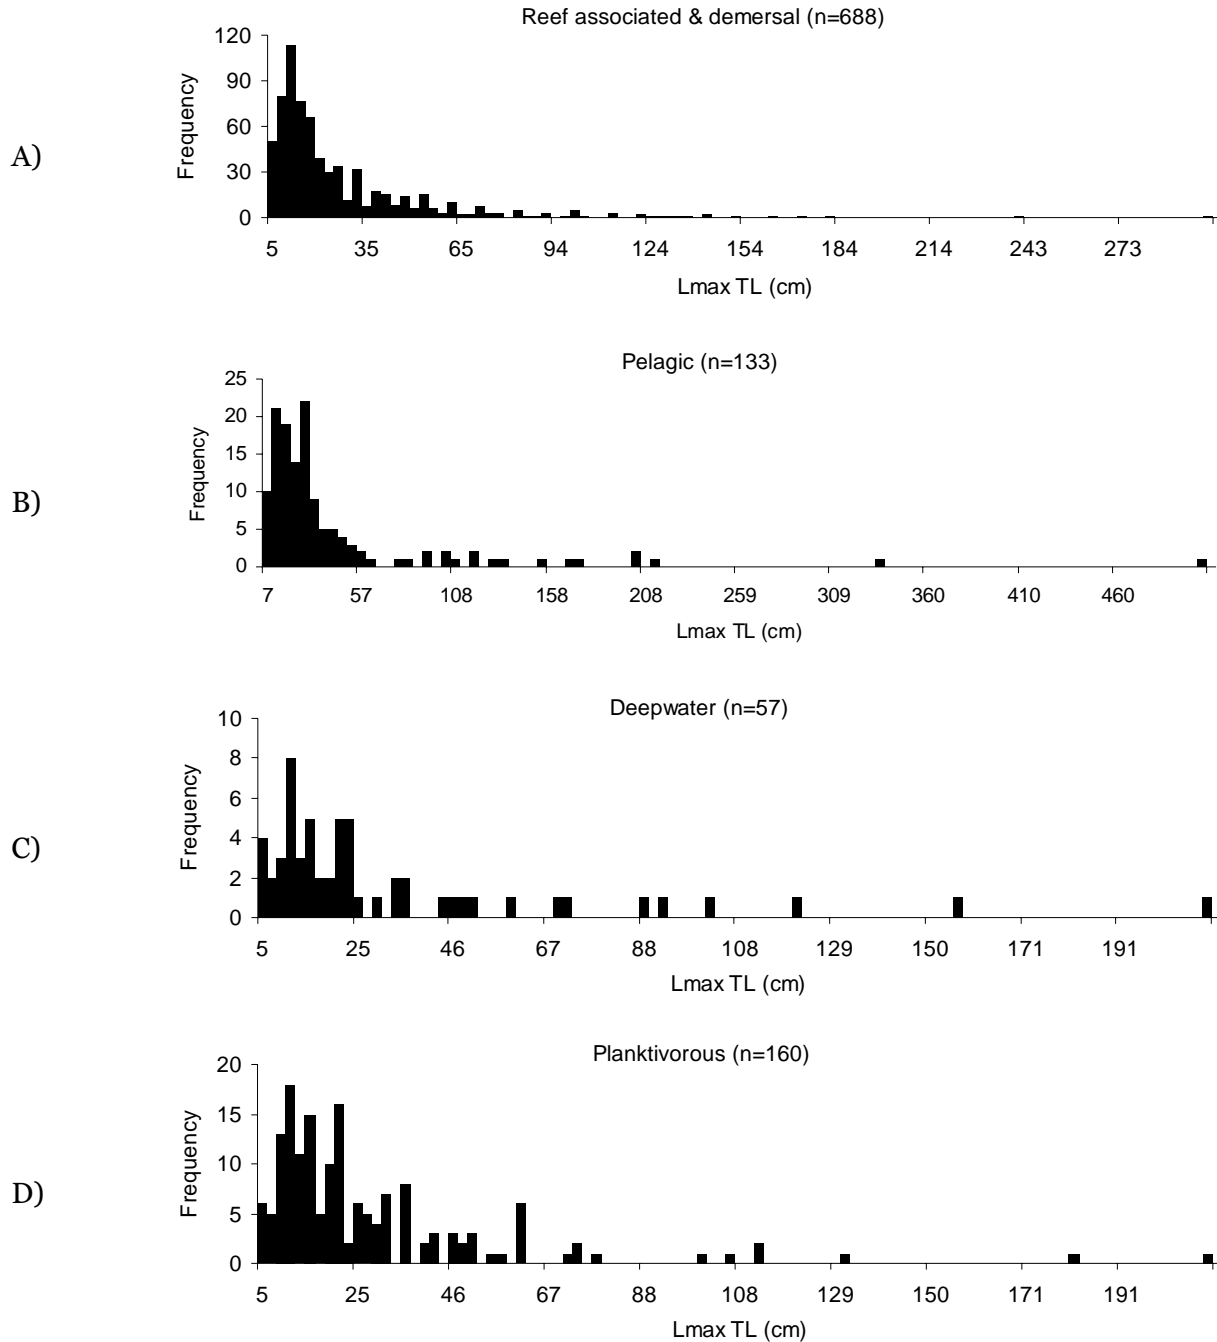 Reef associated & demersal (n=688)
120
90
60
30
0
Frequency
A)
5 35 65 94 124 154 184 214 243 273
Lmax TL (cm)
Pelagic (n=133)
25
20
15
10
5
0
Frequency
B)
7 57 108 158 208 259 309 360 410 460
Lmax TL (cm)
Deepwater (n=57)
10
8
6
4
2
0
Frequency
C)
5 25 46 67 88 108 129 150 171 191
Lmax TL (cm)
Planktivorous (n=160)
20
15
10
5
0
Frequency
D)
5 25 46 67 88 108 129 150 171 191
Lmax TL (cm)